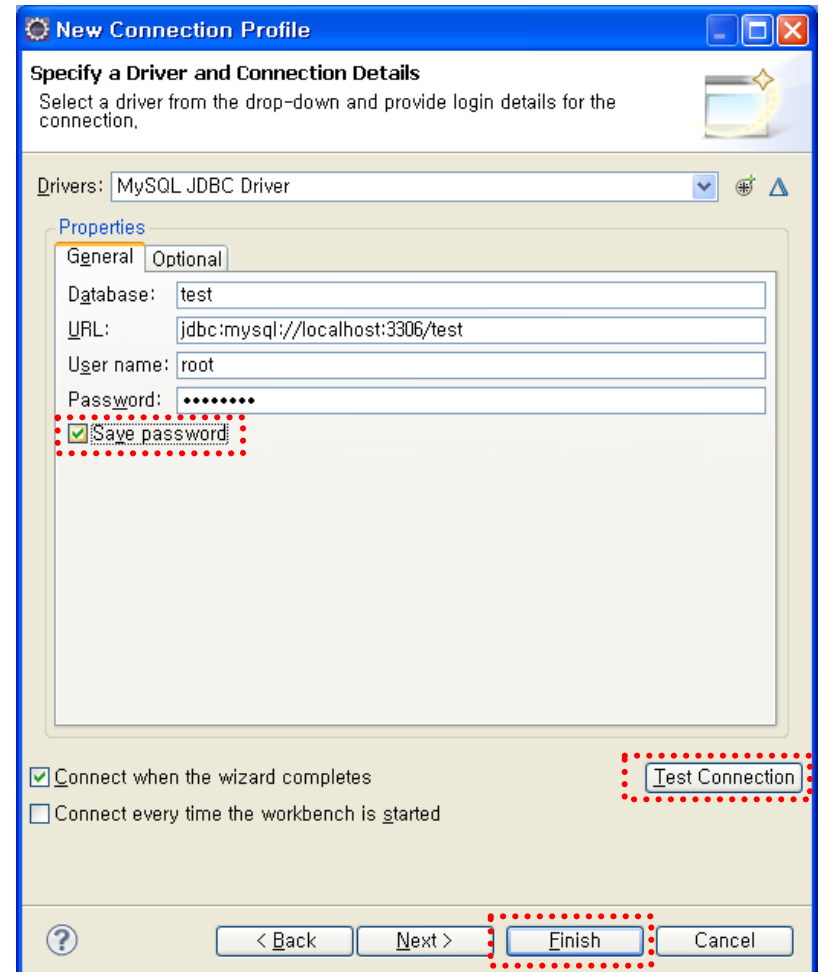 New Connection Profile
Specify a Driver and Connection Details
Select a driver from the drop-down and provide login details for the
connection,
Drivers: MySQL JDBC Driver
Properties
General Optional
Database: test
URL: jdbc:mysql://localhost:3306/test
User name: root
Password: ••••••••
Save password
Connect when the wizard completes
Test Connection
Connect every time the workbench is started
?
< Back Next > Finish Cancel